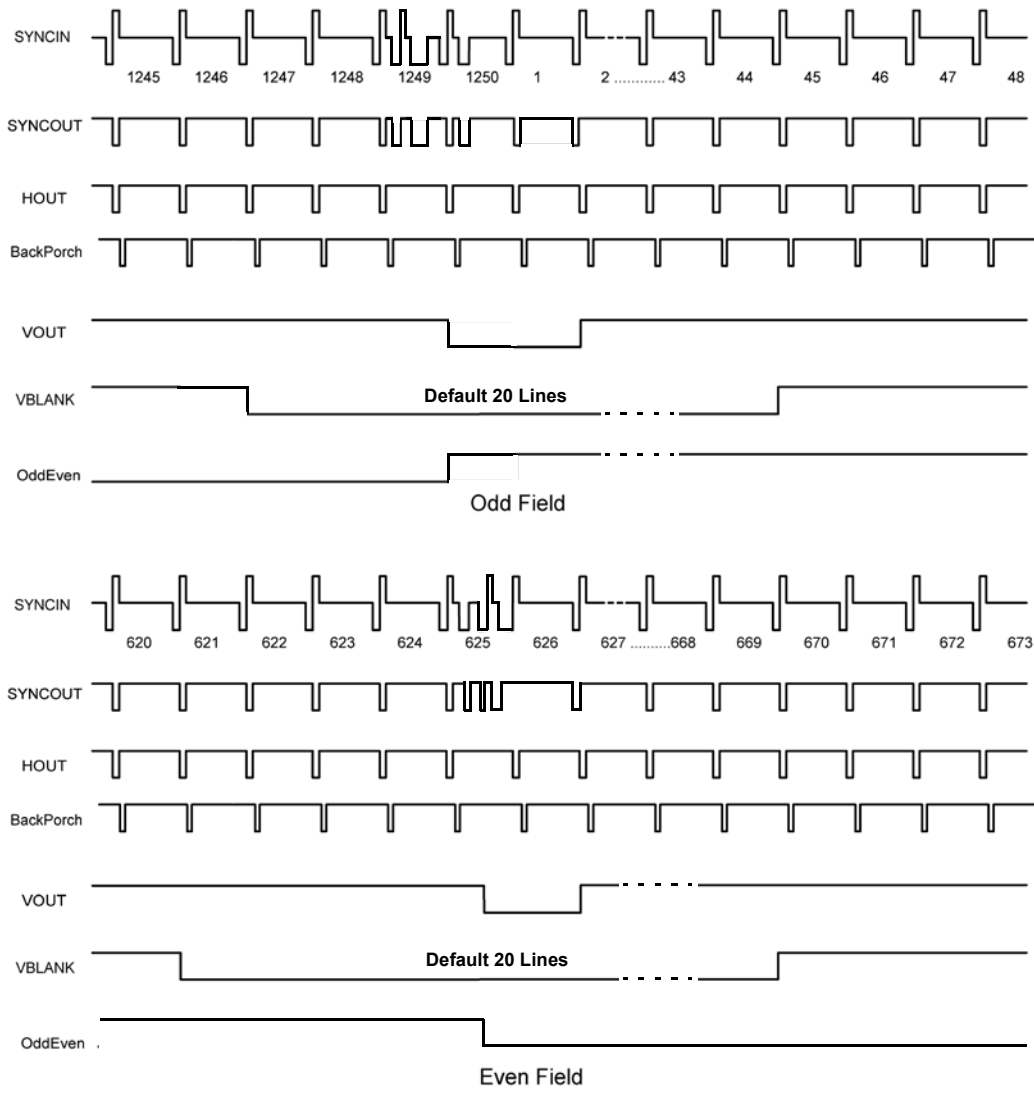 SYNCIN
1245 1246 1247 1248 1249 1250 1 2 ............. 43 44 45 46 47 48
SYNCOUT
HOUT
BackPorch
VOUT
VBLANK Default 20 Lines
OddEven
Odd Field
SYNCIN
620 621 622 623 624 625 626 627 ..........668 669 670 671 672 673
SYNCOUT
HOUT
BackPorch
VOUT
VBLANK Default 20 Lines
OddEven
Even Field